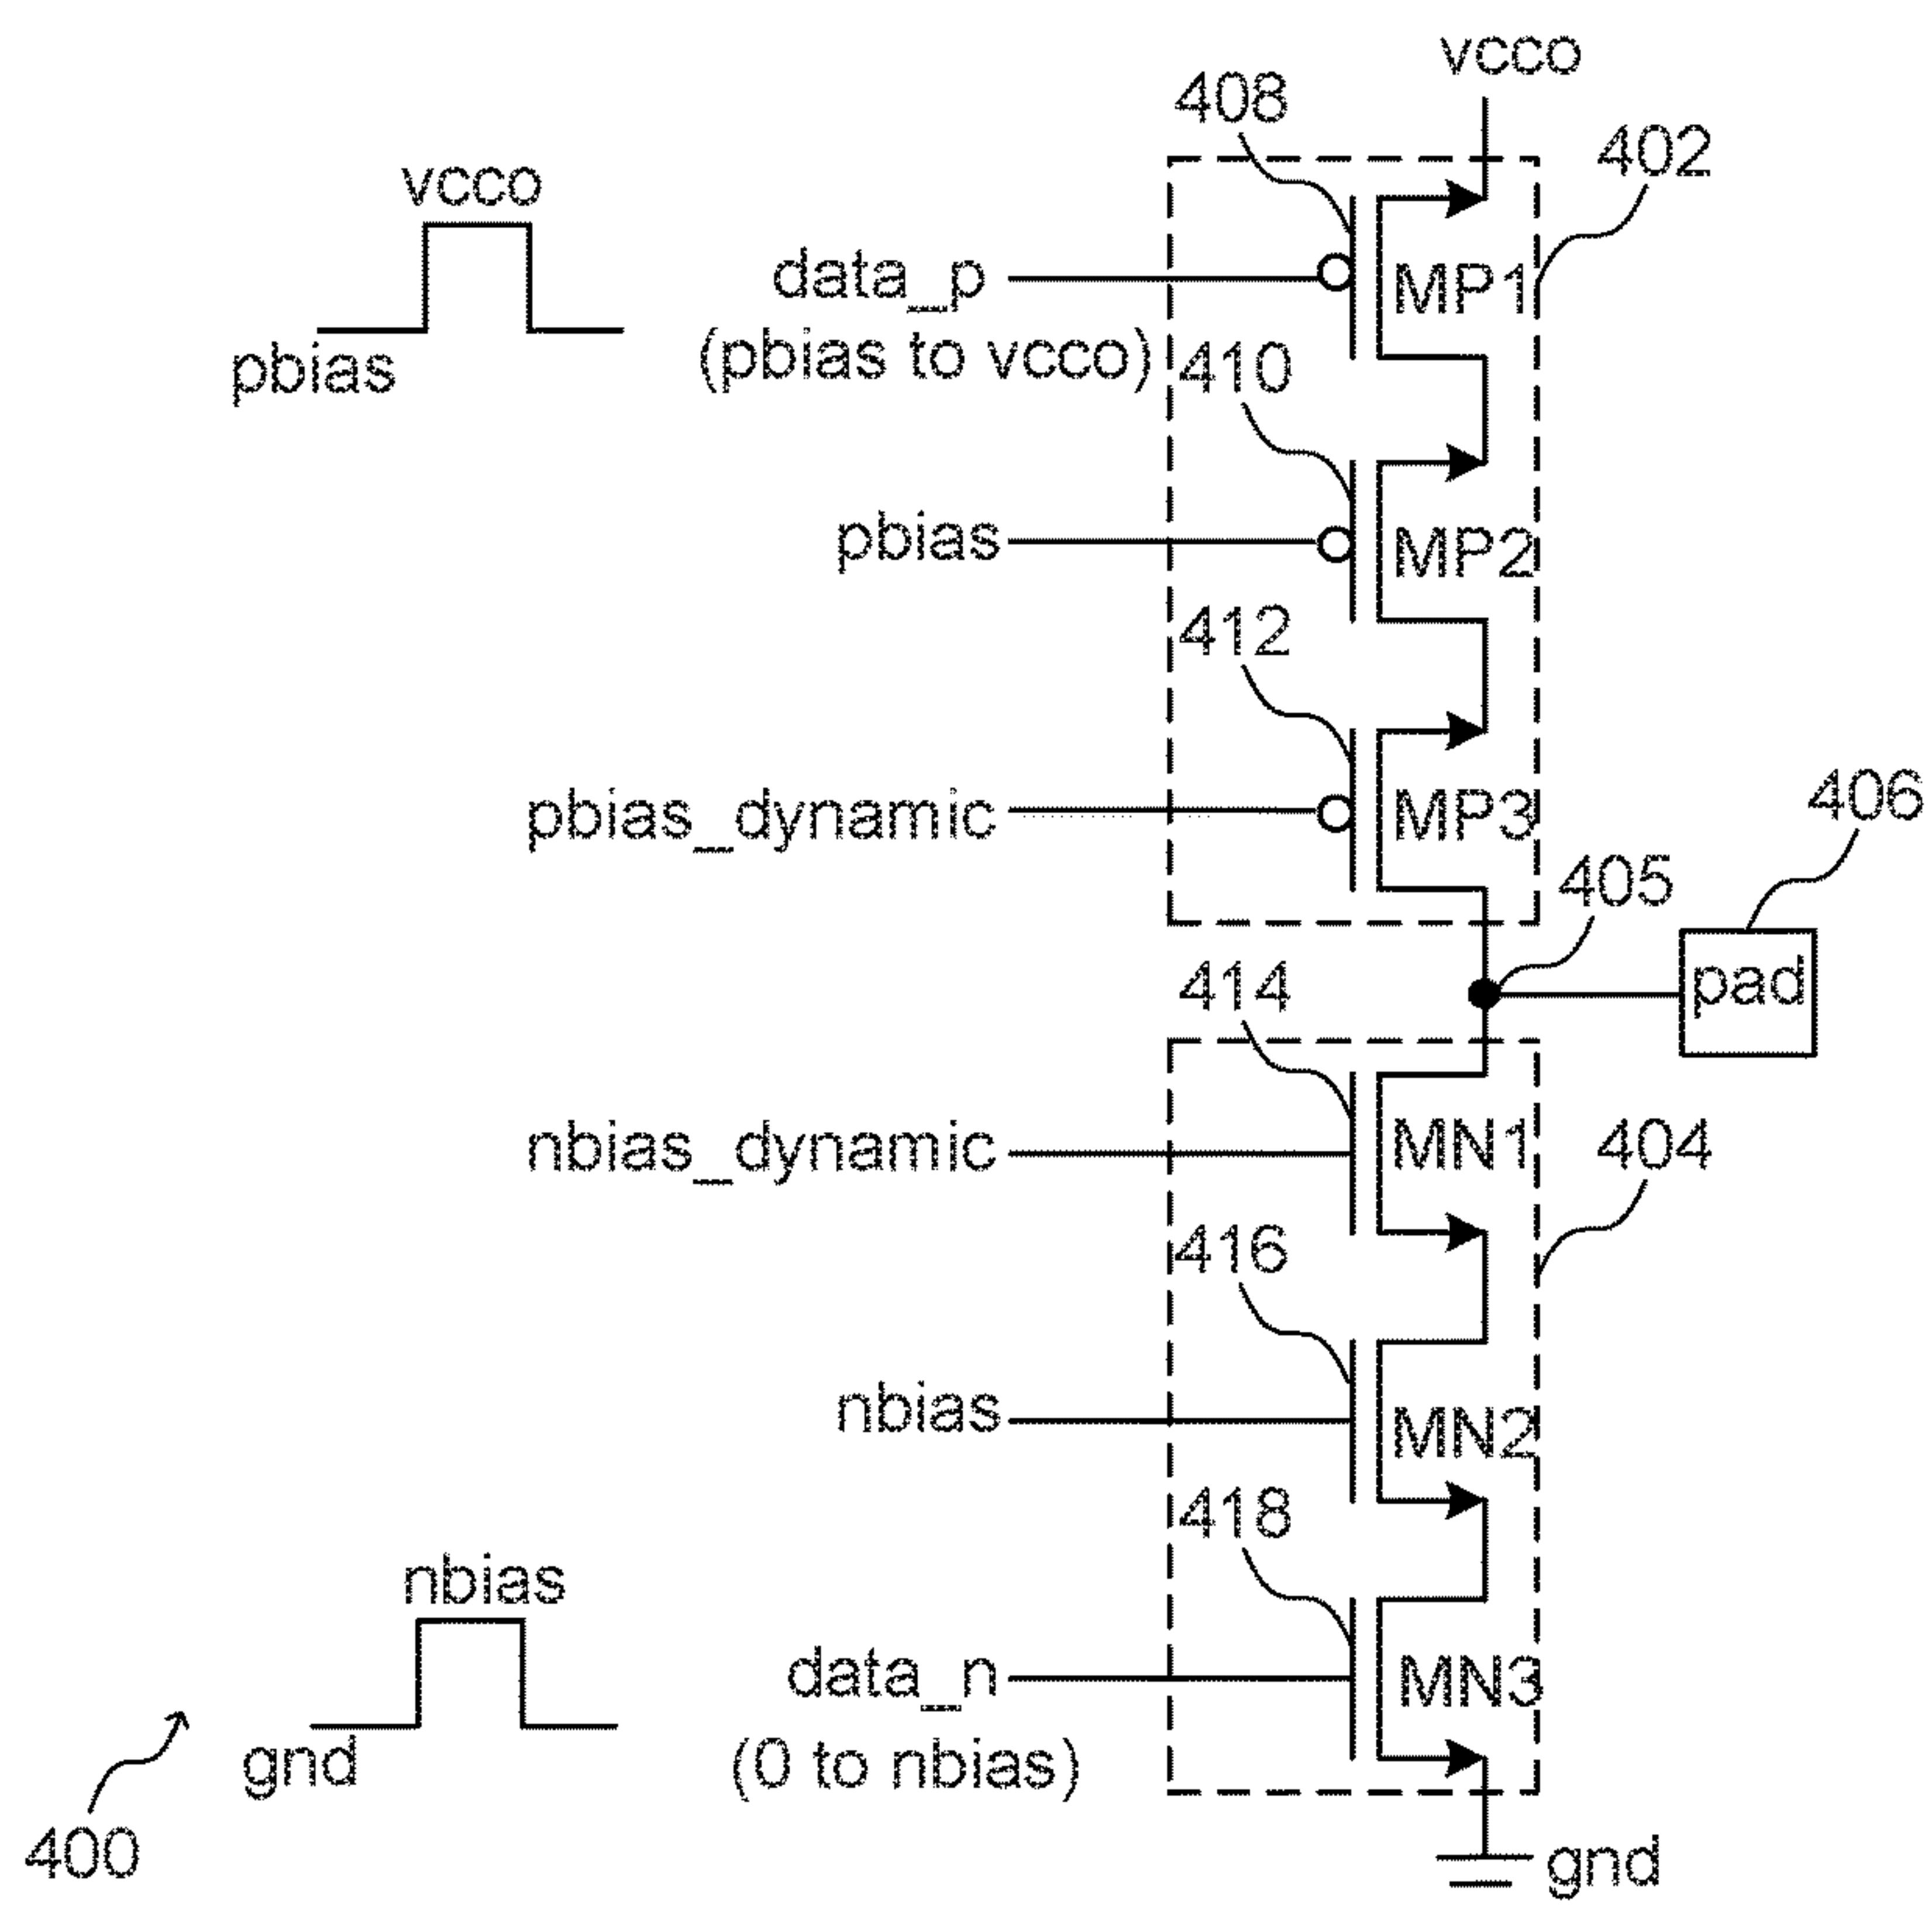 vcco
408
402
vcco
data_p
MP1
(pbias to vcco)
pbias
410
pbias
MP2
412
pbias_dynamic
MP3
406
405
pad
414
nbias_dynamic
MN1
404
416
nbias
MN2
418
nbias
data_n
MN3
(0 to nbias)
gnd
400
gnd